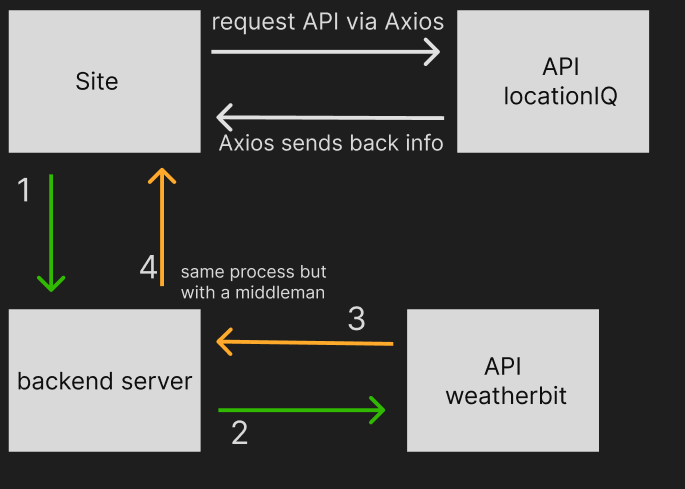 request API via Axios
Site
API
locationIQ
Axios sends back info
1
4
same process but
with a middleman
3
backend server
API
weatherbit
2